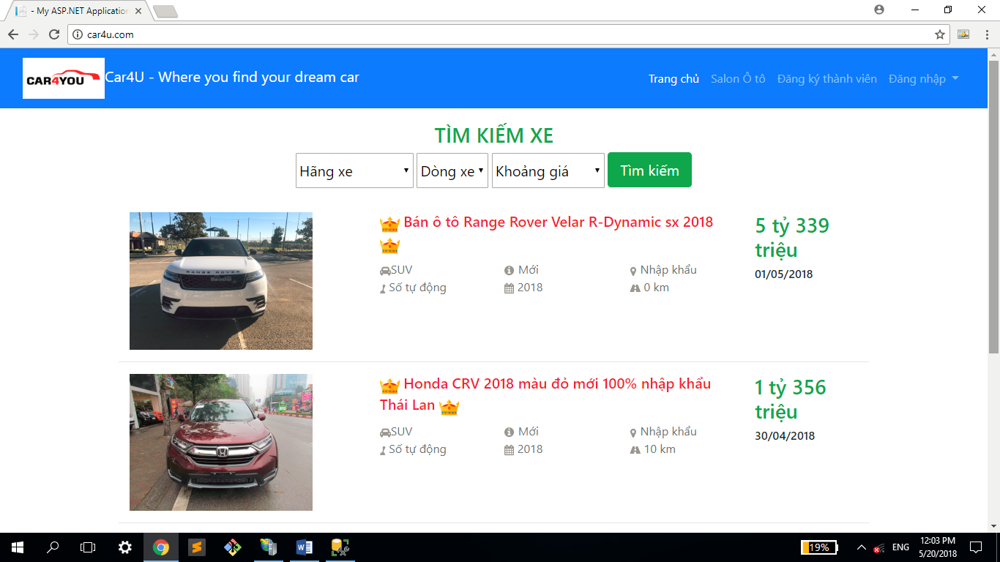 - My ASP.NET Application
car4u.com
CAR4YOU
Car4U - Where you find your dream car
Trang chủ
Salon Ô tô
Đăng ký thành viên
Đăng nhập
TÌM KIẾM XE
Hãng xe
Dòng xe
Khoảng giá
Tìm kiếm
RANGE ROVER
Bán ô tô Range Rover Velar R-Dynamic sx 2018
5 tỷ 339
triệu
01/05/2018
SUV
Mới
Nhập khẩu
Số tự động
2018
0 km
Honda CRV 2018 màu đỏ mới 100% nhập khẩu
Thái Lan
1 tỷ 356
triệu
30/04/2018
SUV
Mới
Nhập khẩu
Số tự động
2018
10 km
19%
ENG
12:03 PM
5/20/2018